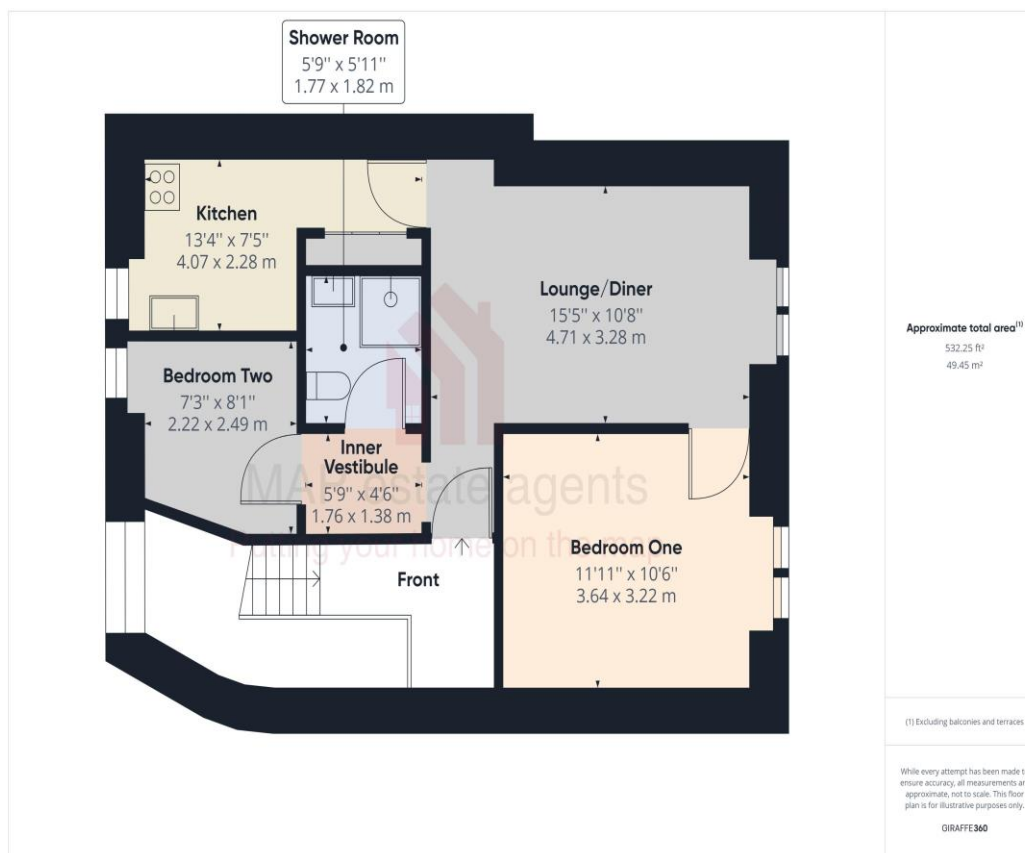 Shower Room
5'9" x 5'11"
1.77 x 1.82 m
Kitchen
13'4" x 7'5"
4.07 x 2.28 m
Lounge/Diner
15'5" x 10'8"
4.71 x 3.28 m
Bedroom Two
7'3" x 8'1"
2.22 x 2.49 m
Inner
Vestibule
5'9" x 4'6"
1.76 x 1.38 m
MAP estate agents
Putting your home on the map
Front
Bedroom One
11'11" x 10'6"
3.64 x 3.22 m
Approximate total area(1)
532.25 ft²
49.45 m²
(1) Excluding balconies and terraces
While every attempt has been made t
ensure accuracy, all measurements ar
approximate, not to scale. This floor
plan is for illustrative purposes only.
GIRAFFE360